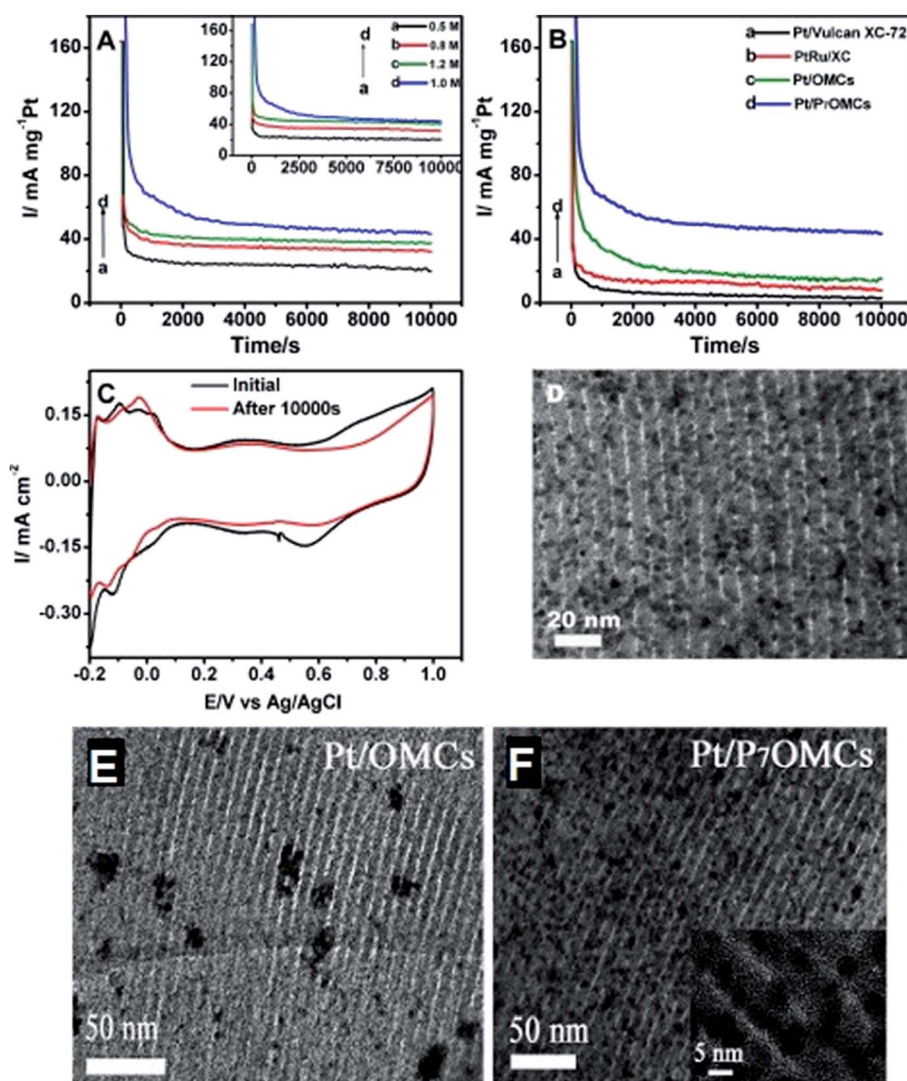 A
I/ mA mg⁻¹Pt
160
120
80
40
0
0 2000 4000 6000 8000 10000
Time/s
d
a
160
120
80
40
0
0 2500 5000 7500 10000
d
a
a 0.5 M
b 0.8 M
c 1.2 M
d 1.0 M
B
I/ mA mg⁻¹Pt
160
120
80
40
0
0 2000 4000 6000 8000 10000
Time/s
d
a
a Pt/Vulcan XC-72
b PtRu/XC
c Pt/OMCs
d Pt/P₇OMCs
C
Initial
After 10000s
I/ mA cm⁻²
0.15
0.00
-0.15
-0.30
-0.2 0.0 0.2 0.4 0.6 0.8 1.0
E/V vs Ag/AgCl
D
20 nm
E
Pt/OMCs
50 nm
F
Pt/P₇OMCs
50 nm
5 nm